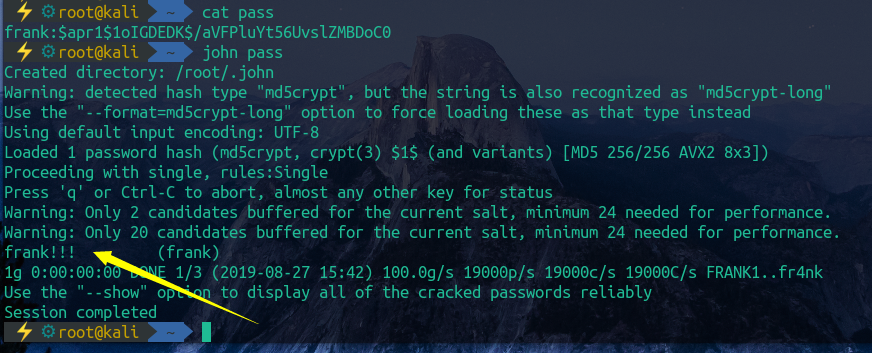 ⚡ ⚙root@kali ~ cat pass
frank:$apr1$1oIGDEDK$/aVFPluYt56UvslZMBDoC0
⚡ ⚙root@kali ~ john pass
Created directory: /root/.john
Warning: detected hash type "md5crypt", but the string is also recognized as "md5crypt-long"
Use the "--format=md5crypt-long" option to force loading these as that type instead
Using default input encoding: UTF-8
Loaded 1 password hash (md5crypt, crypt(3) $1$ (and variants) [MD5 256/256 AVX2 8x3])
Proceeding with single, rules:Single
Press 'q' or Ctrl-C to abort, almost any other key for status
Warning: Only 2 candidates buffered for the current salt, minimum 24 needed for performance.
Warning: Only 20 candidates buffered for the current salt, minimum 24 needed for performance.
frank!!! (frank)
1g 0:00:00:00 DONE 1/3 (2019-08-27 15:42) 100.0g/s 19000p/s 19000c/s 19000C/s FRANK1..fr4nk
Use the "--show" option to display all of the cracked passwords reliably
Session completed
⚡ ⚙root@kali ~